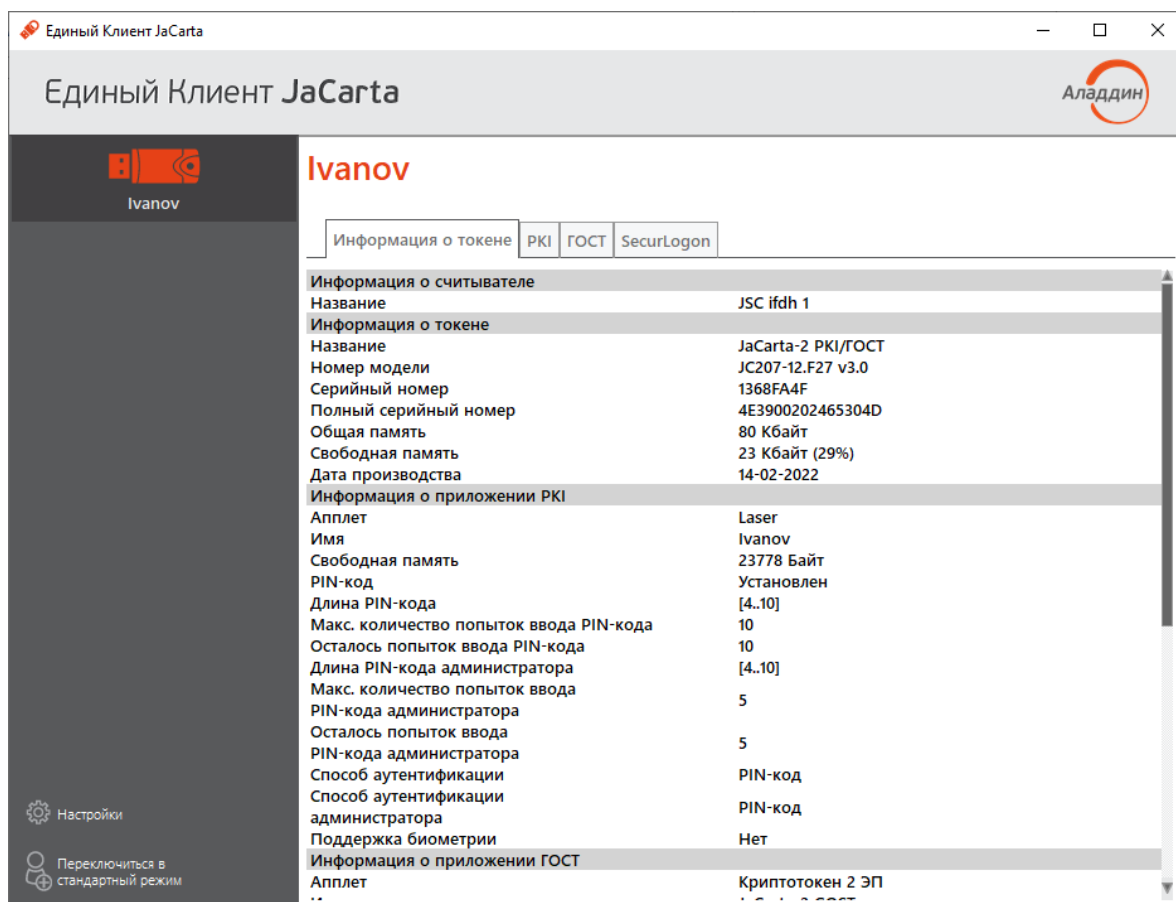 Единый Клиент JaCarta
Единый Клиент JaCarta
Аладдин
Ivanov
Ivanov
Информация о токене PKI ГОСТ SecurLogon
Информация о считывателе
Название JSC ifdh 1
Информация о токене
Название JaCarta-2 PKI/ГОСТ
Номер модели JC207-12.F27 v3.0
Серийный номер 1368FA4F
Полный серийный номер 4E3900202465304D
Общая память 80 Кбайт
Свободная память 23 Кбайт (29%)
Дата производства 14-02-2022
Информация о приложении PKI
Апплет Laser
Имя Ivanov
Свободная память 23778 Байт
PIN-код Установлен
Длина PIN-кода [4..10]
Макс. количество попыток ввода PIN-кода 10
Осталось попыток ввода PIN-кода 10
Длина PIN-кода администратора [4..10]
Макс. количество попыток ввода
PIN-кода администратора 5
Осталось попыток ввода
PIN-кода администратора 5
Способ аутентификации PIN-код
Способ аутентификации
администратора PIN-код
Поддержка биометрии Нет
Информация о приложении ГОСТ
Апплет Криптотокен 2 ЭП
Настройки
Переключиться в
стандартный режим